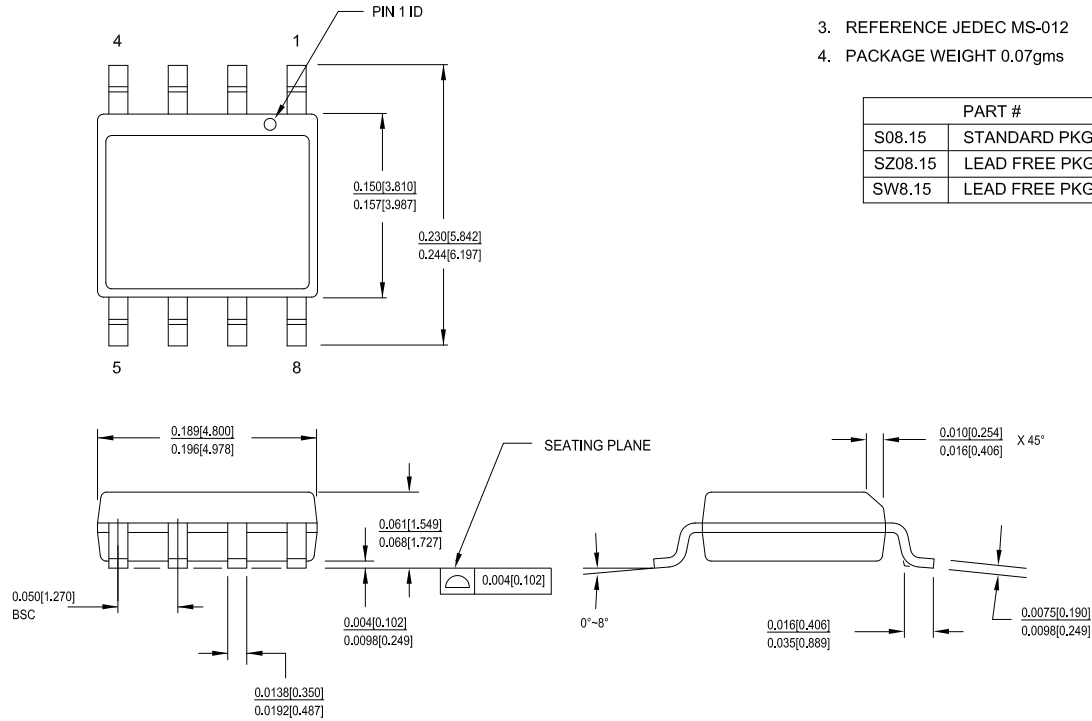 PIN 1 ID
3. REFERENCE JEDEC MS-012
4. PACKAGE WEIGHT 0.07gms
4 1
PART #
S08.15 STANDARD PKG
SZ08.15 LEAD FREE PKG
SW8.15 LEAD FREE PKG
0.150[3.810]
0.157[3.987]
0.230[5.842]
0.244[6.197]
5 8
0.189[4.800]
0.196[4.978]
SEATING PLANE
0.010[0.254]
0.016[0.406]
X 45°
0.061[1.549]
0.068[1.727]
0.004[0.102]
0.050[1.270]
BSC
0.004[0.102]
0.0098[0.249]
0°~8°
0.016[0.406]
0.035[0.889]
0.0075[0.190]
0.0098[0.249]
0.0138[0.350]
0.0192[0.487]